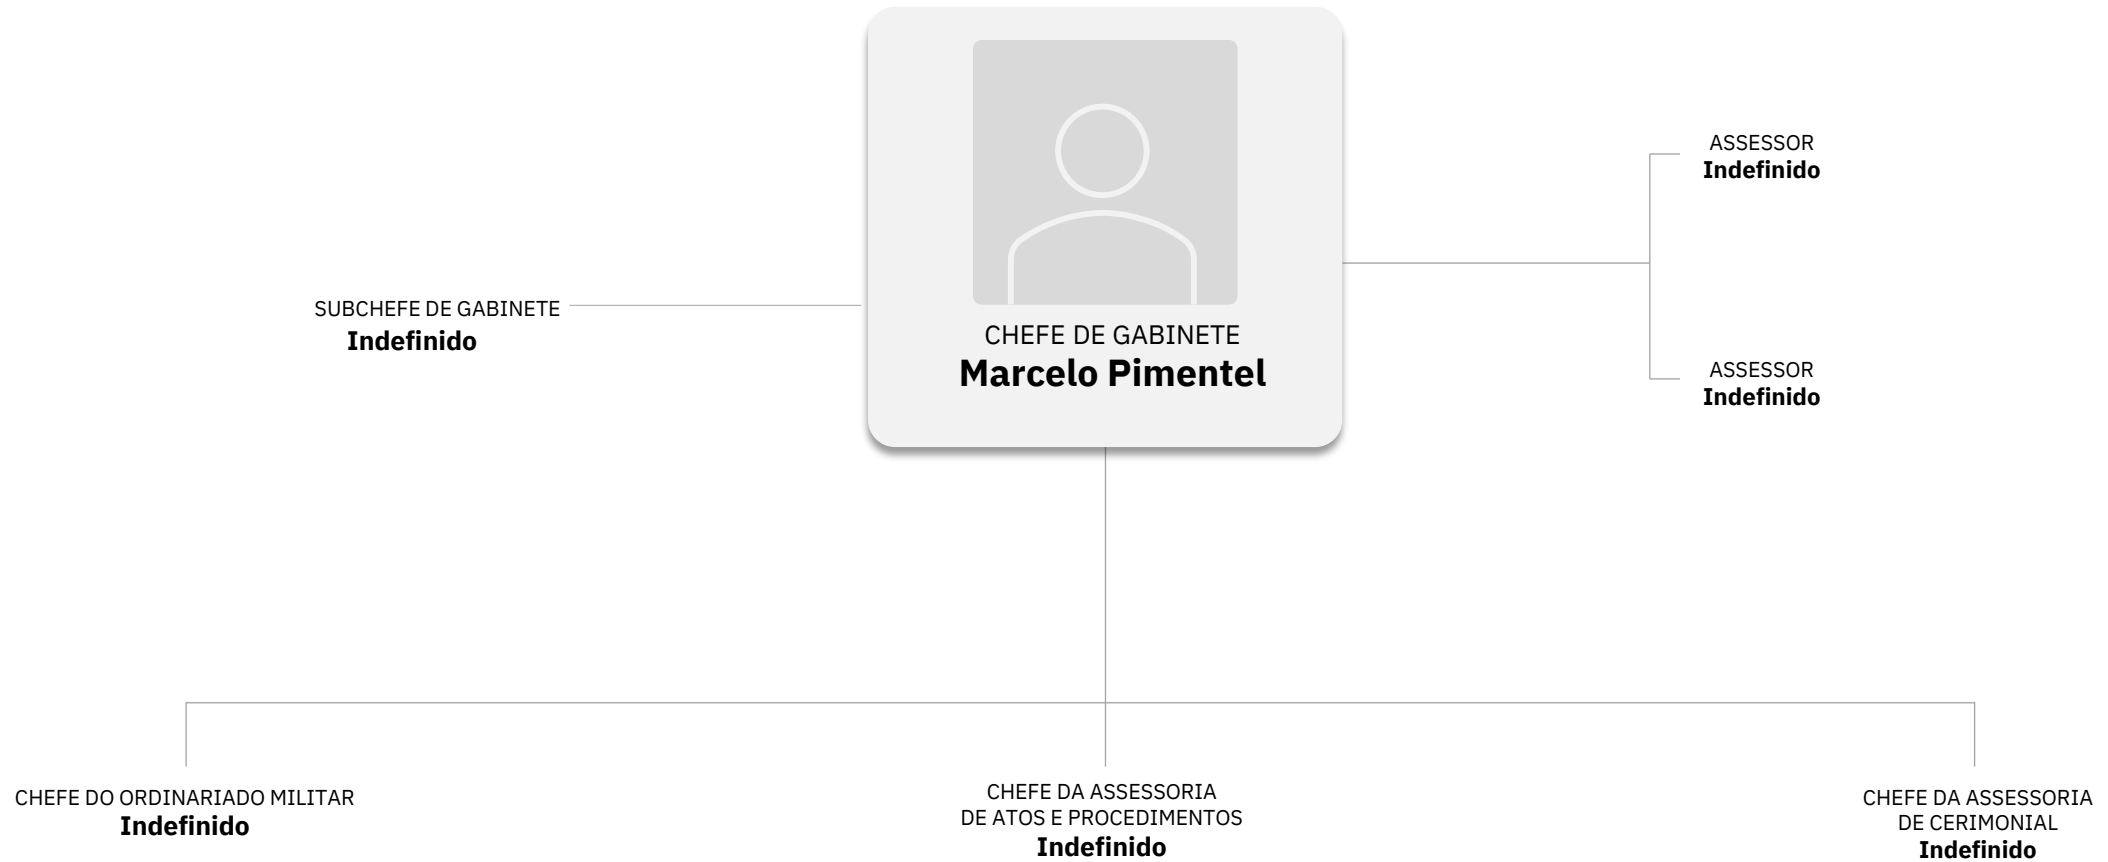 CHEFE DE GABINETE
Marcelo Pimentel
SUBCHEFE DE GABINETE
Indefinido
ASSESSOR
Indefinido
ASSESSOR
Indefinido
CHEFE DO ORDINARIADO MILITAR
Indefinido
CHEFE DA ASSESSORIA
DE ATOS E PROCEDIMENTOS
Indefinido
CHEFE DA ASSESSORIA
DE CERIMONIAL
Indefinido